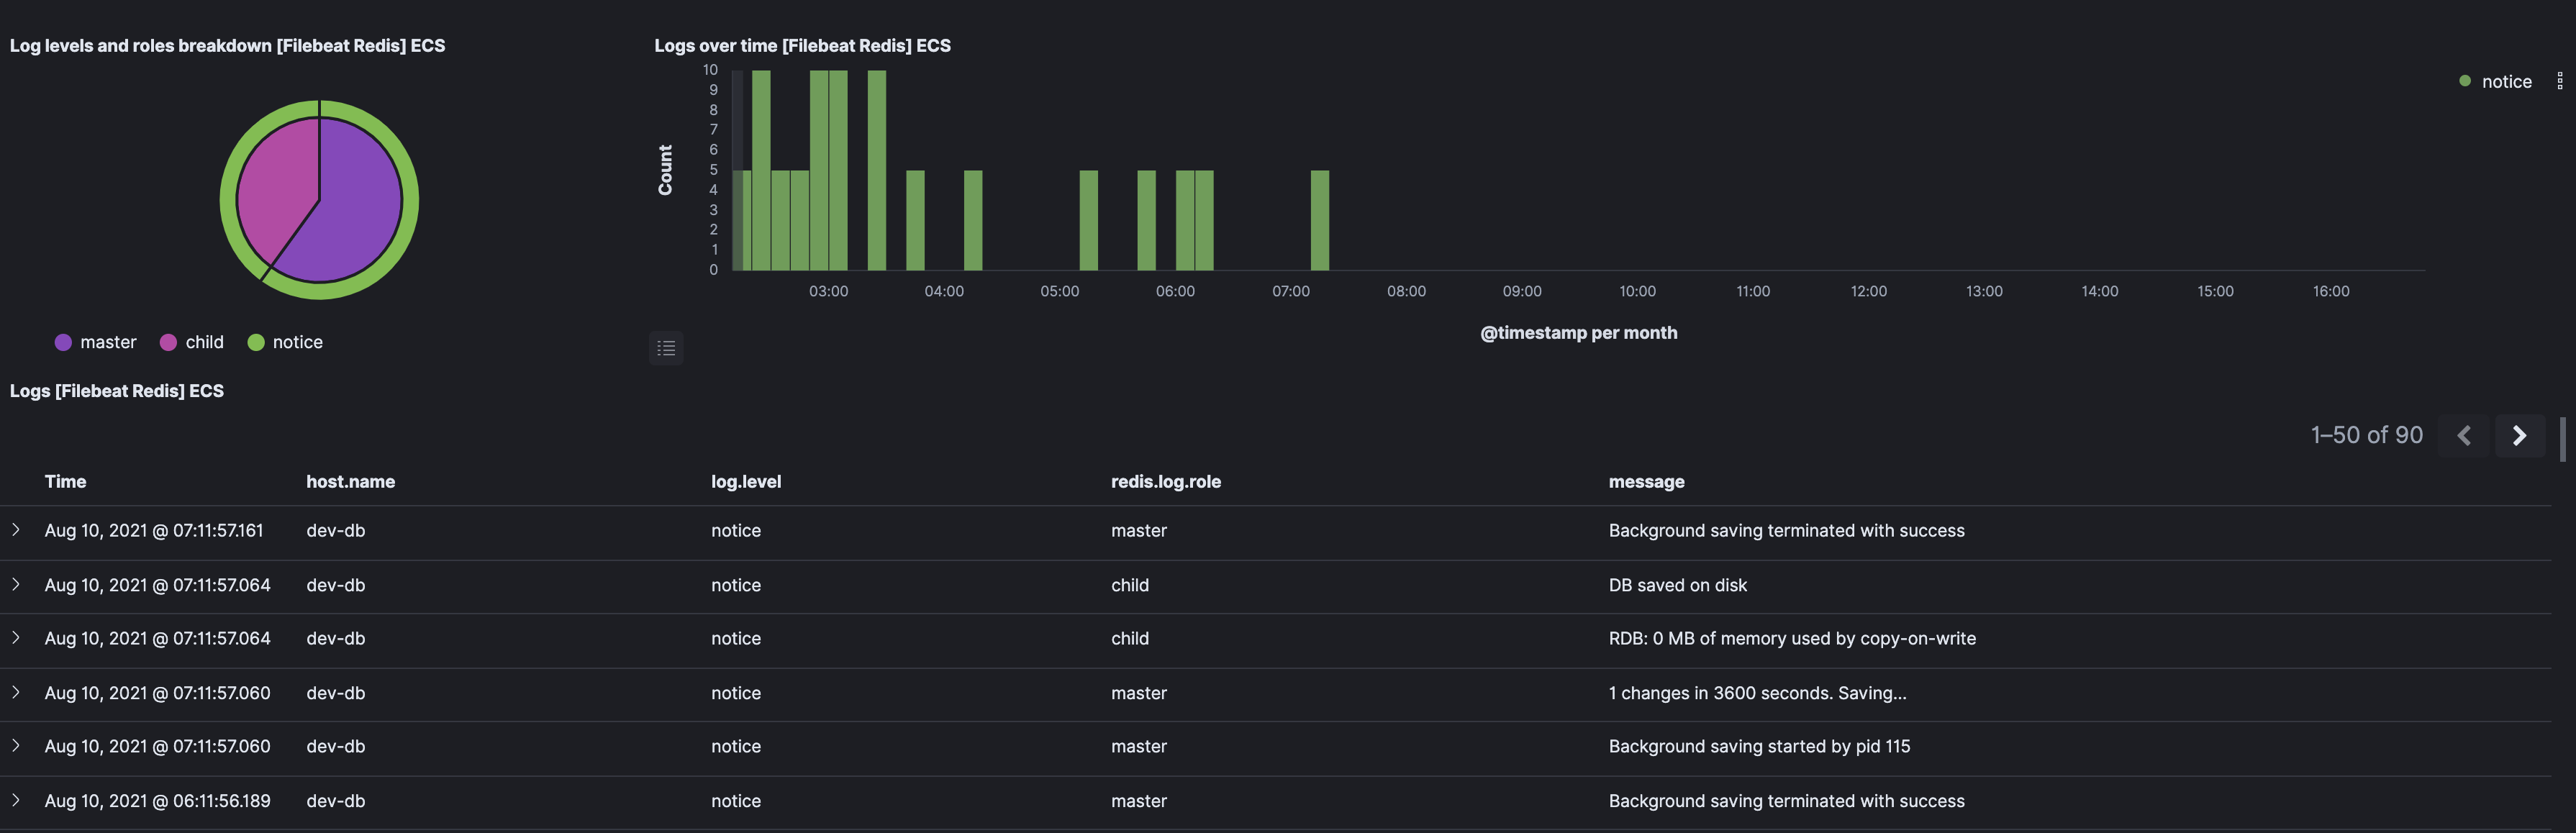 Log levels and roles breakdown [Filebeat Redis] ECS
master child notice
Logs over time [Filebeat Redis] ECS
Count
10
9
8
7
6
5
4
3
2
1
0
03:00 04:00 05:00 06:00 07:00 08:00 09:00 10:00 11:00 12:00 13:00 14:00 15:00 16:00
@timestamp per month
notice
Logs [Filebeat Redis] ECS
1–50 of 90
Time host.name log.level redis.log.role message
Aug 10, 2021 @ 07:11:57.161 dev-db notice master Background saving terminated with success
Aug 10, 2021 @ 07:11:57.064 dev-db notice child DB saved on disk
Aug 10, 2021 @ 07:11:57.064 dev-db notice child RDB: 0 MB of memory used by copy-on-write
Aug 10, 2021 @ 07:11:57.060 dev-db notice master 1 changes in 3600 seconds. Saving...
Aug 10, 2021 @ 07:11:57.060 dev-db notice master Background saving started by pid 115
Aug 10, 2021 @ 06:11:56.189 dev-db notice master Background saving terminated with success